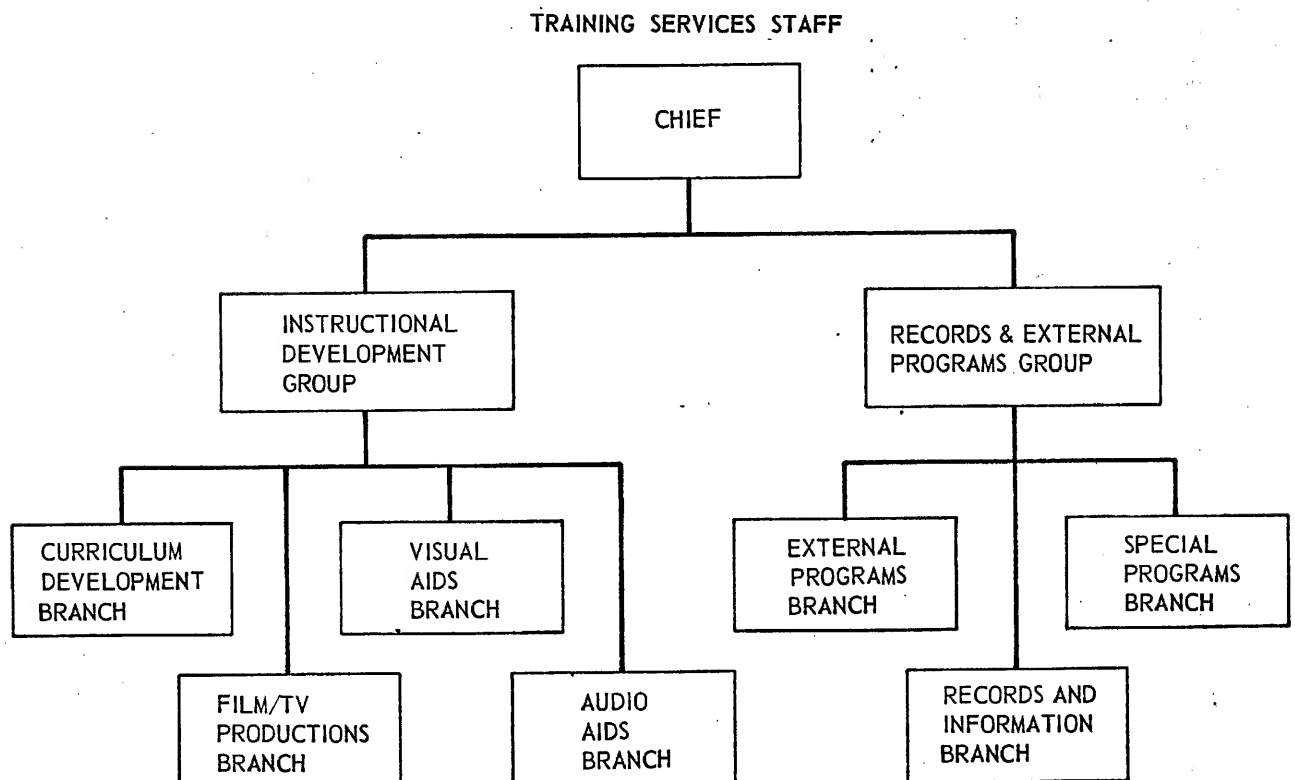 TRAINING SERVICES STAFF
CHIEF
INSTRUCTIONAL
DEVELOPMENT
GROUP
RECORDS & EXTERNAL
PROGRAMS GROUP
CURRICULUM
DEVELOPMENT
BRANCH
VISUAL
AIDS
BRANCH
EXTERNAL
PROGRAMS
BRANCH
SPECIAL
PROGRAMS
BRANCH
FILM/TV
PRODUCTIONS
BRANCH
AUDIO
AIDS
BRANCH
RECORDS AND
INFORMATION
BRANCH